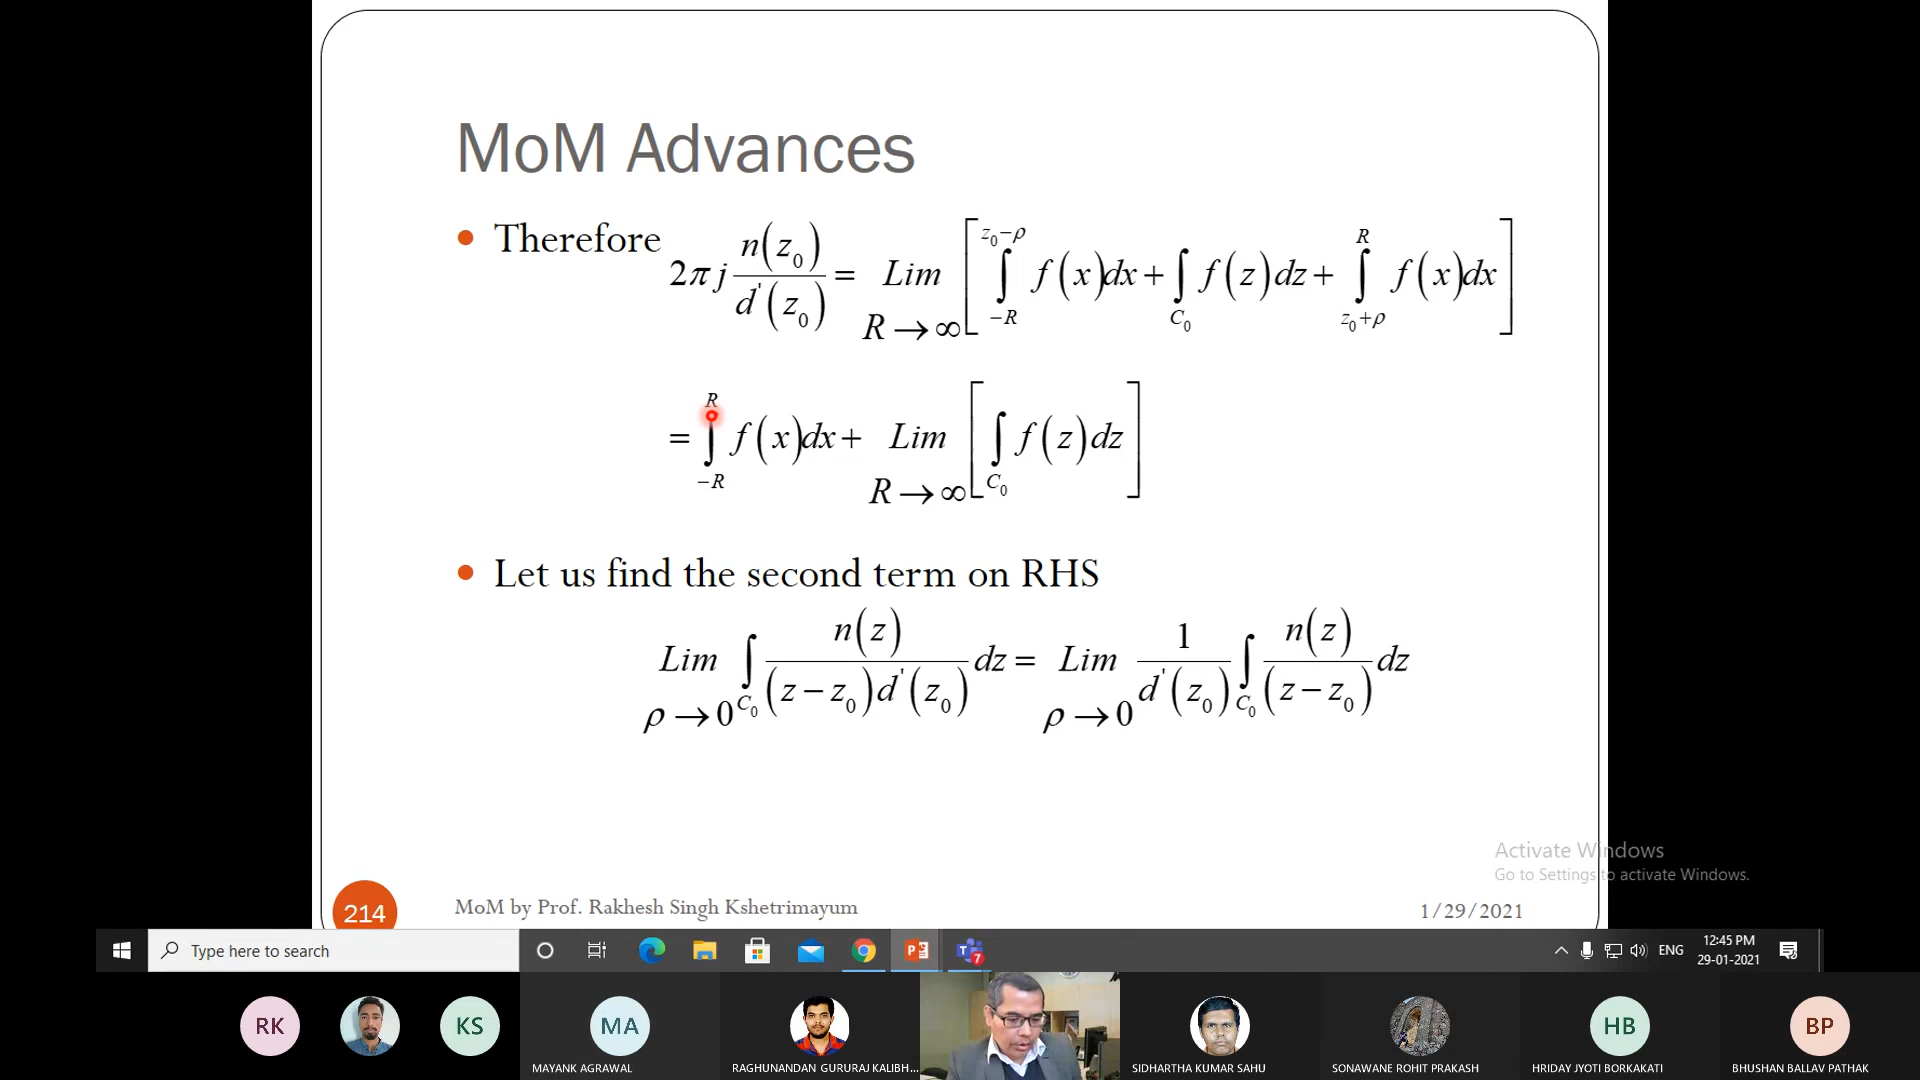 MoM Advances
• Therefore 2πj n(z₀)/d'(z₀) = Lim R→∞ [ ∫_{-R}^{z₀−ρ} f(x)dx + ∫_{C₀} f(z)dz + ∫_{z₀+ρ}^{R} f(x)dx ]
= ∫_{-R}^{R} f(x)dx + Lim R→∞ [ ∫_{C₀} f(z)dz ]
• Let us find the second term on RHS
Lim ρ→0 ∫_{C₀} n(z)/((z−z₀)d'(z₀)) dz = Lim ρ→0 1/d'(z₀) ∫_{C₀} n(z)/(z−z₀) dz
Activate Windows
Go to Settings to activate Windows.
214
MoM by Prof. Rakhesh Singh Kshetrimayum
1/29/2021
Type here to search
7
ENG
12:45 PM
29-01-2021
RK
KS
MA
HB
BP
MAYANK AGRAWAL
RAGHUNANDAN GURURAJ KALIBH...
SIDHARTHA KUMAR SAHU
SONAWANE ROHIT PRAKASH
HRIDAY JYOTI BORKAKATI
BHUSHAN BALLAV PATHAK